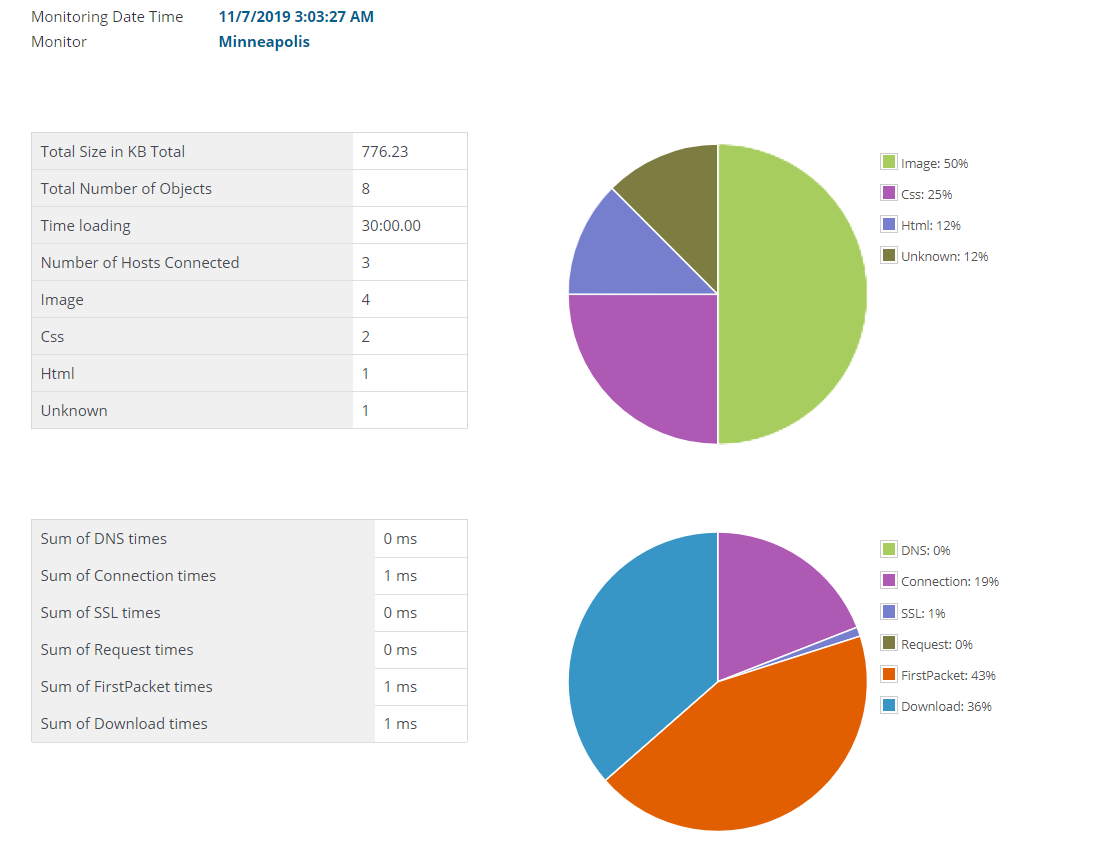 Monitoring Date Time 11/7/2019 3:03:27 AM
Monitor Minneapolis
Total Size in KB Total 776.23
Total Number of Objects 8
Time loading 30:00.00
Number of Hosts Connected 3
Image 4
Css 2
Html 1
Unknown 1
Image: 50%
Css: 25%
Html: 12%
Unknown: 12%
Sum of DNS times 0 ms
Sum of Connection times 1 ms
Sum of SSL times 0 ms
Sum of Request times 0 ms
Sum of FirstPacket times 1 ms
Sum of Download times 1 ms
DNS: 0%
Connection: 19%
SSL: 1%
Request: 0%
FirstPacket: 43%
Download: 36%